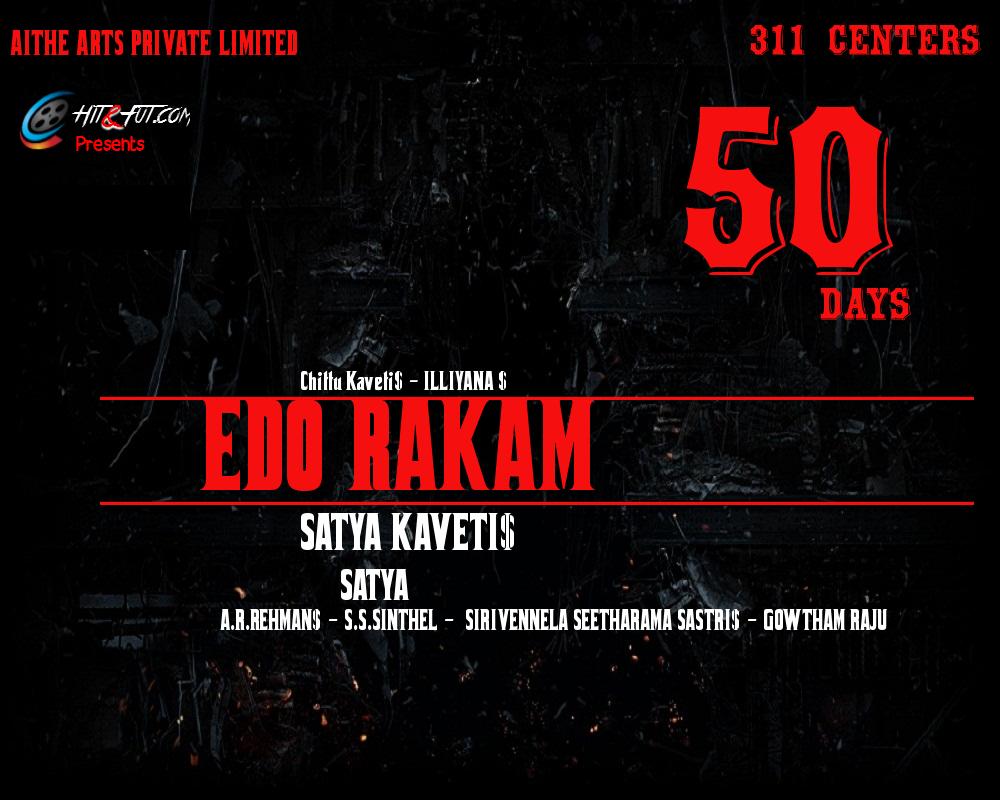 AITHE ARTS PRIVATE LIMITED
311 CENTERS
HIT&FUT.COM
Presents
50
DAYS
Chittu Kaveti$ - ILLIYANA $
EDO RAKAM
SATYA KAVETI$
SATYA
A.R.REHMAN$ - S.S.SINTHEL - SIRIVENNELA SEETHARAMA SASTRI$ - GOWTHAM RAJU